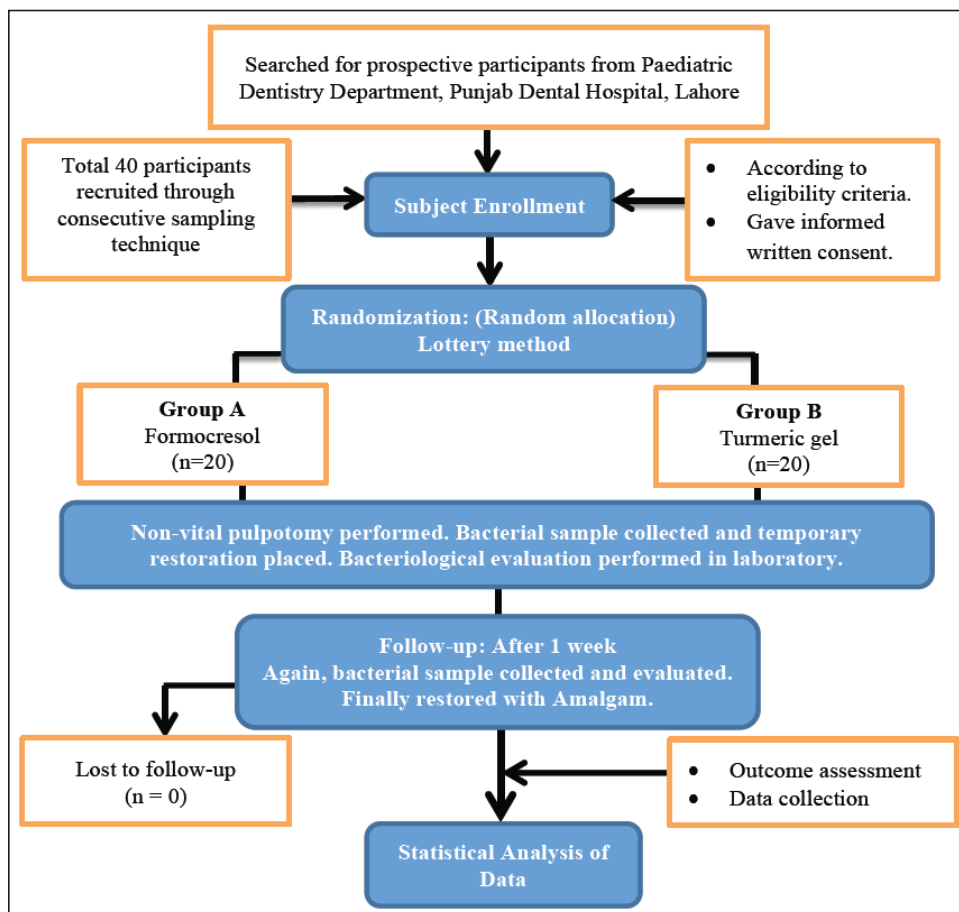 Searched for prospective participants from Paediatric
Dentistry Department, Punjab Dental Hospital, Lahore
Total 40 participants
recruited through
consecutive sampling
technique
Subject Enrollment
• According to
eligibility criteria.
• Gave informed
written consent.
Randomization: (Random allocation)
Lottery method
Group A
Formocresol
(n=20)
Group B
Turmeric gel
(n=20)
Non-vital pulpotomy performed. Bacterial sample collected and temporary
restoration placed. Bacteriological evaluation performed in laboratory.
Follow-up: After 1 week
Again, bacterial sample collected and evaluated.
Finally restored with Amalgam.
Lost to follow-up
(n = 0)
• Outcome assessment
• Data collection
Statistical Analysis of
Data